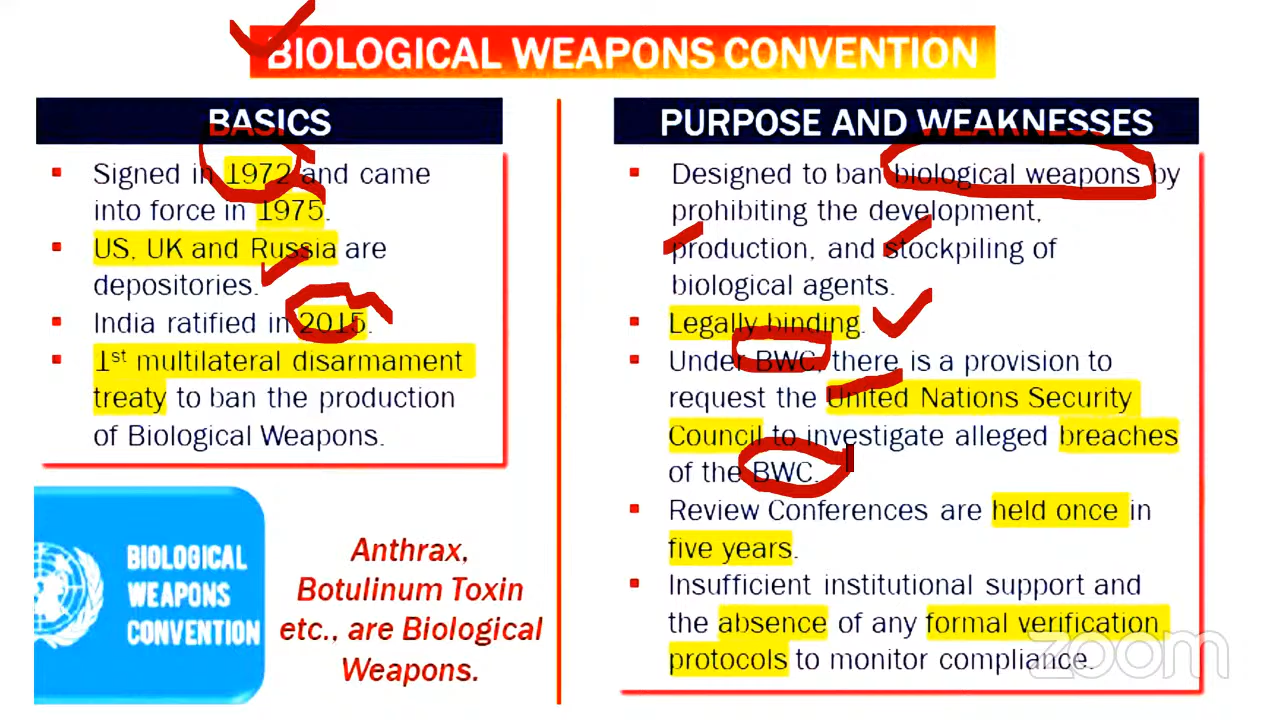 BIOLOGICAL WEAPONS CONVENTION
BASICS
Signed in 1972 and came
into force in 1975.
US, UK and Russia are
depositories.
India ratified in 2015.
1st multilateral disarmament
treaty to ban the production
of Biological Weapons.
BIOLOGICAL
WEAPONS
CONVENTION
Anthrax,
Botulinum Toxin
etc., are Biological
Weapons.
PURPOSE AND WEAKNESSES
Designed to ban biological weapons by
prohibiting the development,
production, and stockpiling of
biological agents.
Legally binding.
Under BWC, there is a provision to
request the United Nations Security
Council to investigate alleged breaches
of the BWC.
Review Conferences are held once in
five years.
Insufficient institutional support and
the absence of any formal verification
protocols to monitor compliance.
zoom